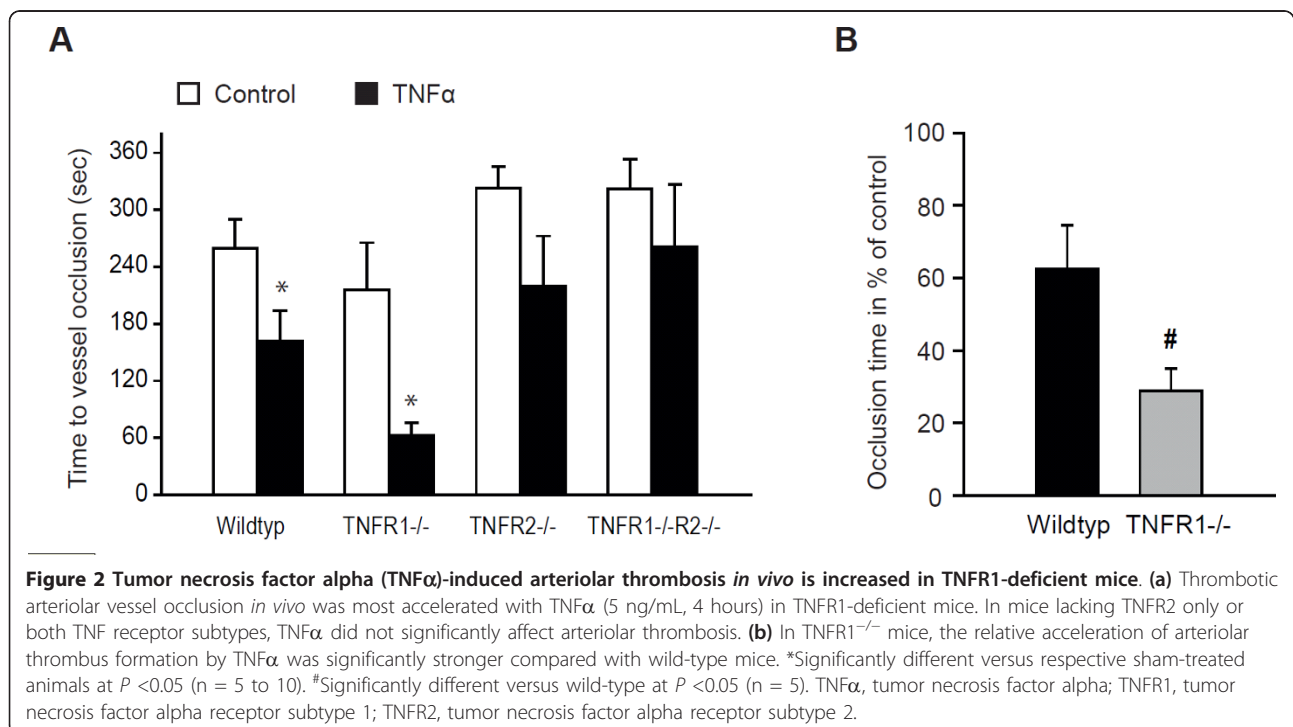 A
B
Control TNFα
Time to vessel occlusion (sec)
360
300
240
180
120
60
0
*
*
Wildtyp TNFR1-/- TNFR2-/- TNFR1-/-R2-/-
Occlusion time in % of control
100
80
60
40
20
0
#
Wildtyp TNFR1-/-
Figure 2 Tumor necrosis factor alpha (TNFα)-induced arteriolar thrombosis in vivo is increased in TNFR1-deficient mice. (a) Thrombotic
arteriolar vessel occlusion in vivo was most accelerated with TNFα (5 ng/mL, 4 hours) in TNFR1-deficient mice. In mice lacking TNFR2 only or
both TNF receptor subtypes, TNFα did not significantly affect arteriolar thrombosis. (b) In TNFR1−/− mice, the relative acceleration of arteriolar
thrombus formation by TNFα was significantly stronger compared with wild-type mice. *Significantly different versus respective sham-treated
animals at P <0.05 (n = 5 to 10). #Significantly different versus wild-type at P <0.05 (n = 5). TNFα, tumor necrosis factor alpha; TNFR1, tumor
necrosis factor alpha receptor subtype 1; TNFR2, tumor necrosis factor alpha receptor subtype 2.